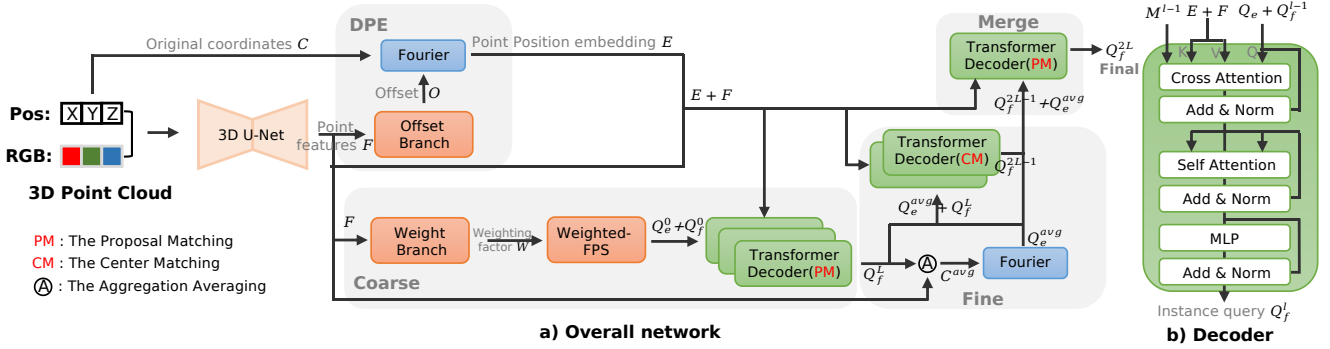 DPE
Original coordinates C
Fourier
Point Position embedding E
Offset O
Pos:
X Y Z
RGB:
3D Point Cloud
3D U-Net
Point
features F
Offset
Branch
E + F
Merge
Transformer
Decoder(PM)
Q_f^{2L}
Final
Q_f^{2L-1}+Q_e^{avg}
Transformer
Decoder(CM)
Q_f^{2L-1}
Q_e^{avg} + Q_f^L
PM : The Proposal Matching
CM : The Center Matching
A : The Aggregation Averaging
F
Weight
Branch
Weighting
factor W
Weighted-
FPS
Q_e^0+Q_f^0
Transformer
Decoder(PM)
Coarse
Q_f^L
A
C^{avg}
Q_e^{avg}
Fourier
Fine
a) Overall network
M^{l-1} E + F Q_e + Q_f^{l-1}
K V Q
Cross Attention
Add & Norm
Self Attention
Add & Norm
MLP
Add & Norm
Instance query Q_f^l
b) Decoder